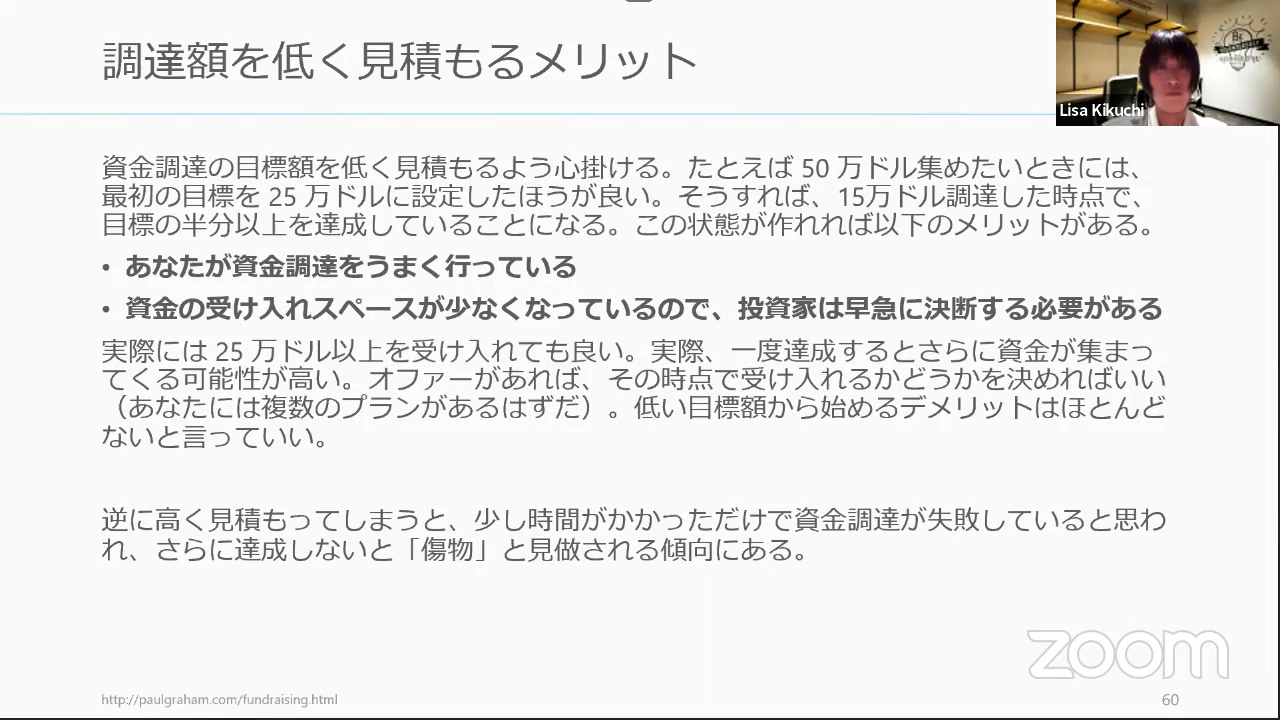 調達額を低く見積もるメリット
Lisa Kikuchi
資金調達の目標額を低く見積もるよう心掛ける。たとえば 50 万ドル集めたいときには、
最初の目標を 25 万ドルに設定したほうが良い。そうすれば、15万ドル調達した時点で、
目標の半分以上を達成していることになる。この状態が作れれば以下のメリットがある。
• あなたが資金調達をうまく行っている
• 資金の受け入れスペースが少なくなっているので、投資家は早急に決断する必要がある
実際には 25 万ドル以上を受け入れても良い。実際、一度達成するとさらに資金が集まっ
てくる可能性が高い。オファーがあれば、その時点で受け入れるかどうかを決めればいい
（あなたには複数のプランがあるはずだ）。低い目標額から始めるデメリットはほとんど
ないと言っていい。
逆に高く見積もってしまうと、少し時間がかかっただけで資金調達が失敗していると思わ
れ、さらに達成しないと「傷物」と見做される傾向にある。
zoom
http://paulgraham.com/fundraising.html
60